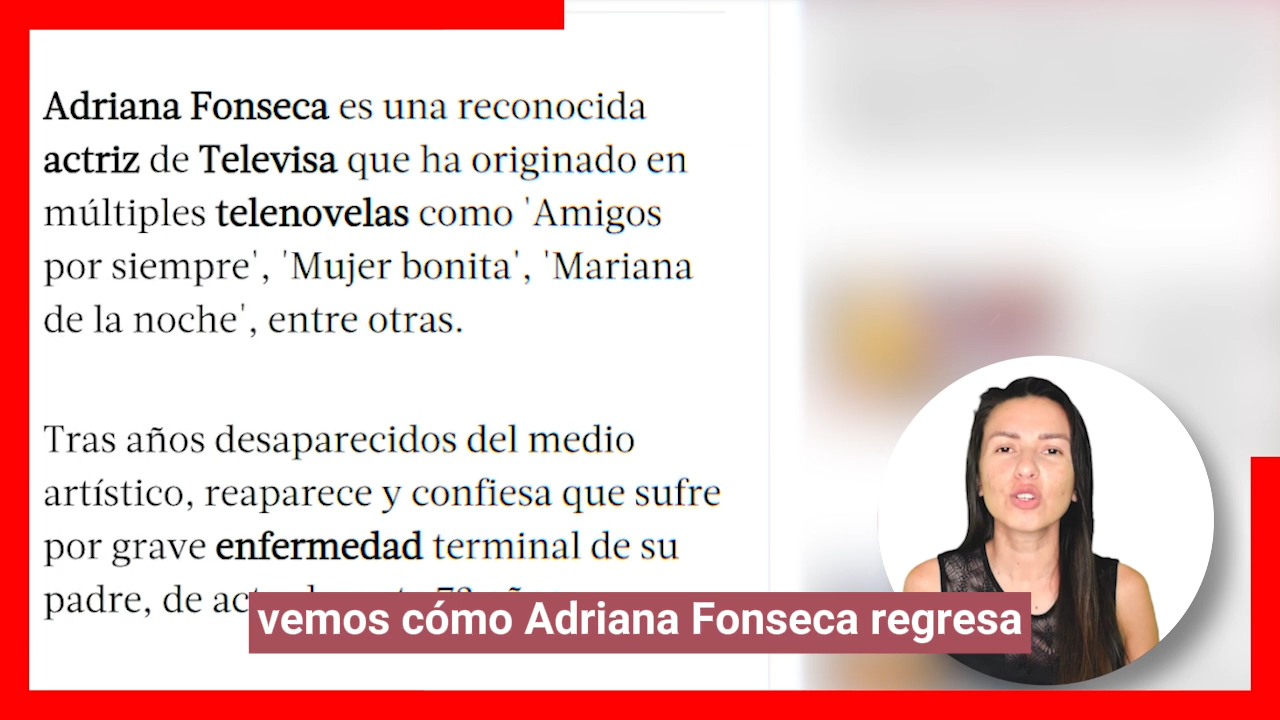 Adriana Fonseca es una reconocida
actriz de Televisa que ha originado en
múltiples telenovelas como 'Amigos
por siempre', 'Mujer bonita', 'Mariana
de la noche', entre otras.
Tras años desaparecidos del medio
artístico, reaparece y confiesa que sufre
por grave enfermedad terminal de su
padre, de
vemos cómo Adriana Fonseca regresa